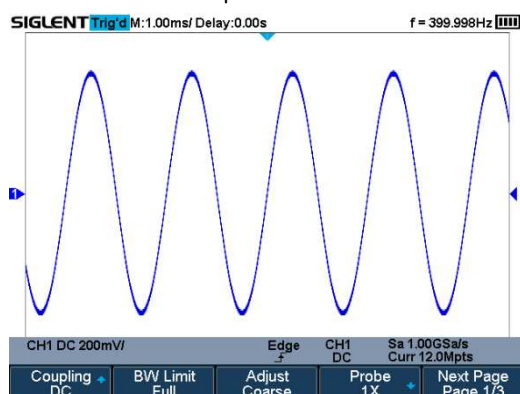 SIGLENT Trig'd M:1.00ms/ Delay:0.00s f = 399.998Hz
1
CH1 DC 200mV/ Edge CH1 Sa 1.00GSa/s
DC Curr 12.0Mpts
Coupling BW Limit Adjust Probe Next Page
DC Full Coarse 1X Page 1/3